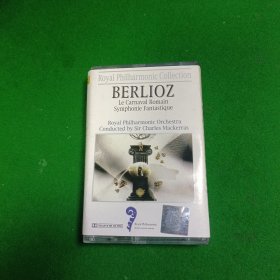 Royal Philharmonic Collection
BERLIOZ
Le Carnaval Romain
Symphonie Fantastique
Royal Philharmonic Orchestra
Conducted by Sir Charles Mackerras